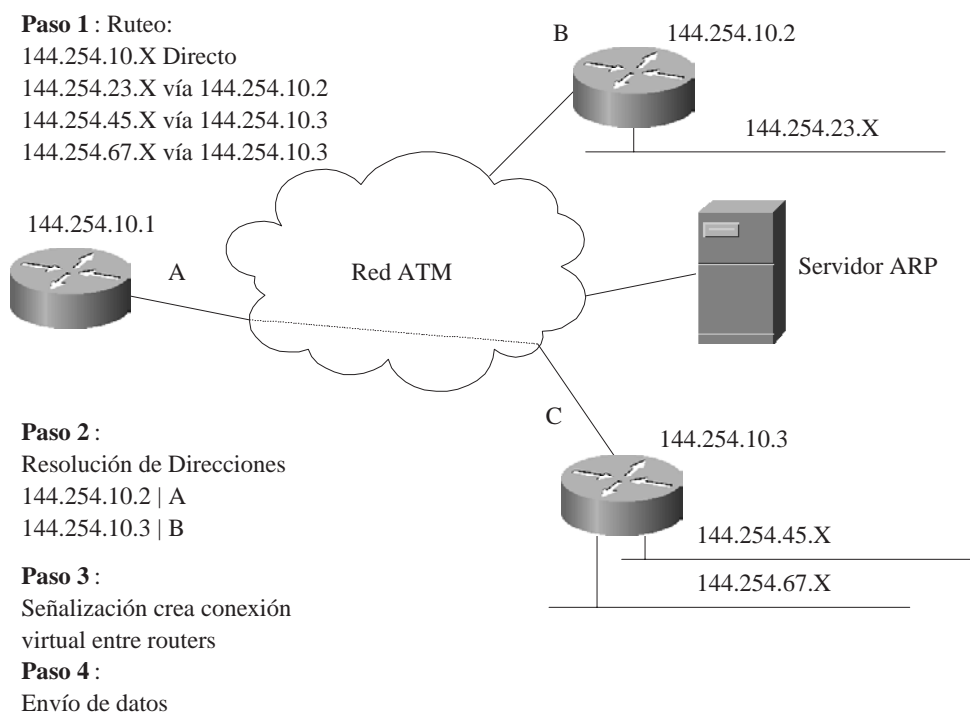 Paso 1 : Ruteo:
144.254.10.X Directo
144.254.23.X vía 144.254.10.2
144.254.45.X vía 144.254.10.3
144.254.67.X vía 144.254.10.3
B
144.254.10.2
144.254.23.X
144.254.10.1
A
Red ATM
Servidor ARP
C
144.254.10.3
144.254.45.X
144.254.67.X
Paso 2 :
Resolución de Direcciones
144.254.10.2 | A
144.254.10.3 | B
Paso 3 :
Señalización crea conexión
virtual entre routers
Paso 4 :
Envío de datos